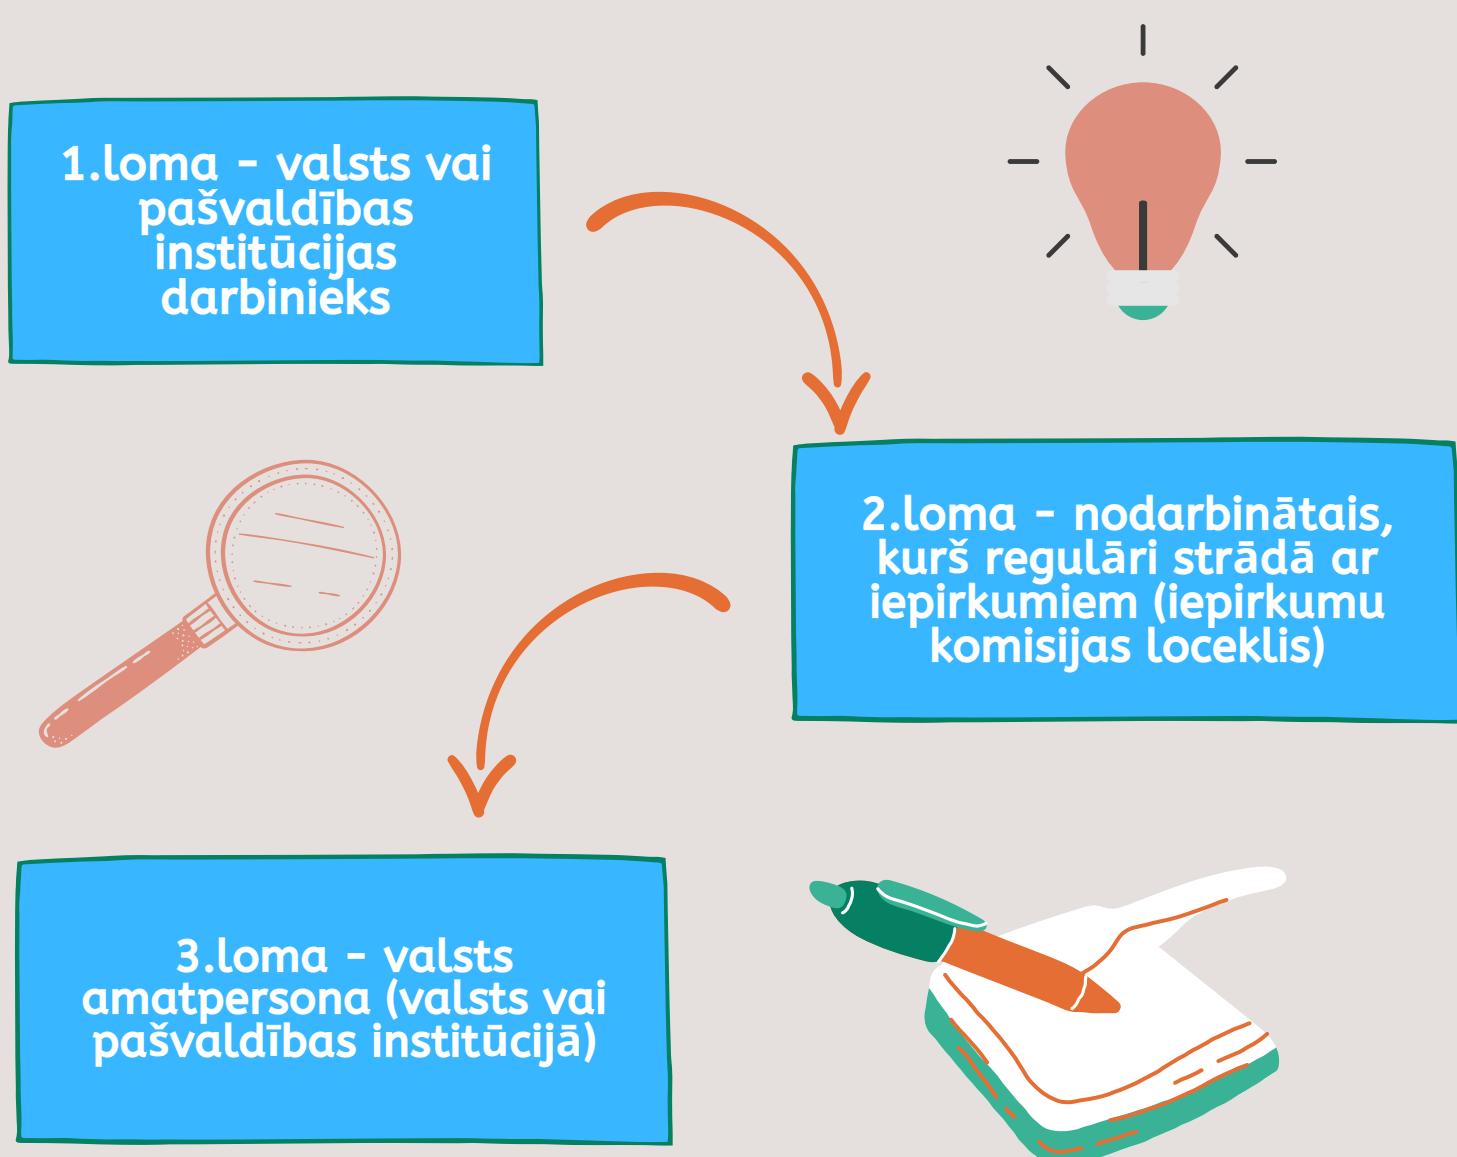 1.loma - valsts vai
pašvaldības
institūcijas
darbinieks
2.loma - nodarbinātais,
kurš regulāri strādā ar
iepirkumiem (iepirkumu
komisijas loceklis)
3.loma - valsts
amatpersona (valsts vai
pašvaldības institūcijā)